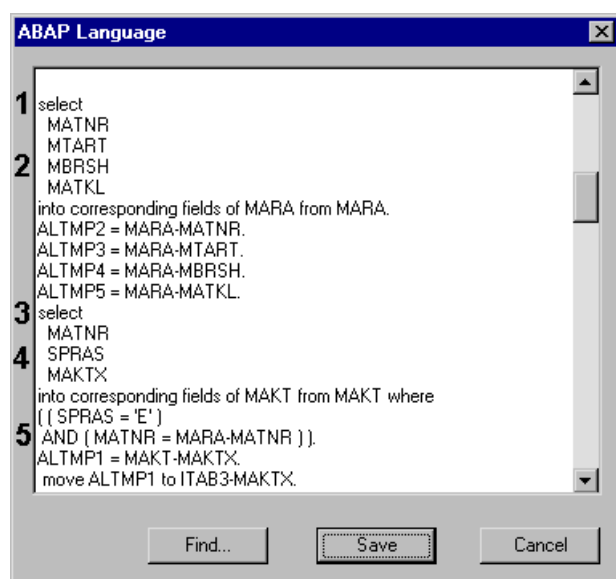 ABAP Language
1 select
MATNR
MTART
2 MBRSH
MATKL
into corresponding fields of MARA from MARA.
ALTMP2 = MARA-MATNR.
ALTMP3 = MARA-MTART.
ALTMP4 = MARA-MBRSH.
ALTMP5 = MARA-MATKL.
3 select
MATNR
4 SPRAS
MAKTX
into corresponding fields of MAKT from MAKT where
( ( SPRAS = 'E' )
5 AND ( MATNR = MARA-MATNR ) ).
ALTMP1 = MAKT-MAKTX.
move ALTMP1 to ITAB3-MAKTX.
Find... Save Cancel